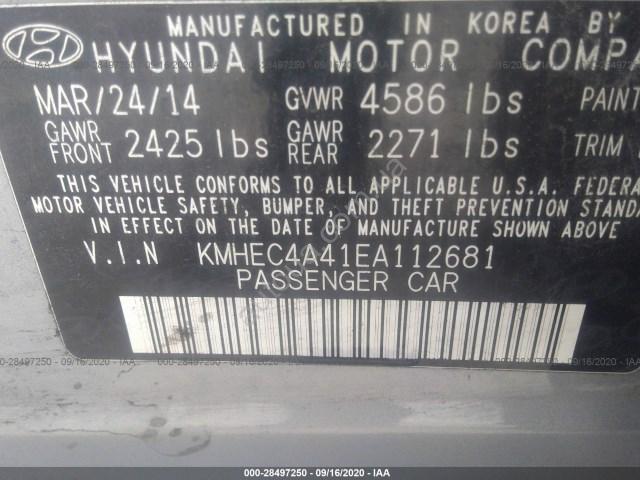 MANUFACTURED IN KOREA BY
HYUNDAI MOTOR COMPA
MAR/24/14 GVWR 4586 lbs PAINT
GAWR FRONT 2425 lbs GAWR REAR 2271 lbs TRIM
THIS VEHICLE CONFORMS TO ALL APPLICABLE U.S.A. FEDERA
MOTOR VEHICLE SAFETY, BUMPER, AND THEFT PREVENTION STANDA
IN EFFECT ON THE DATE OF MANUFACTURE SHOWN ABOVE
V.I.N KMHEC4A41EA112681
PASSENGER CAR
000-28497250 - 09/16/2020 - IAA